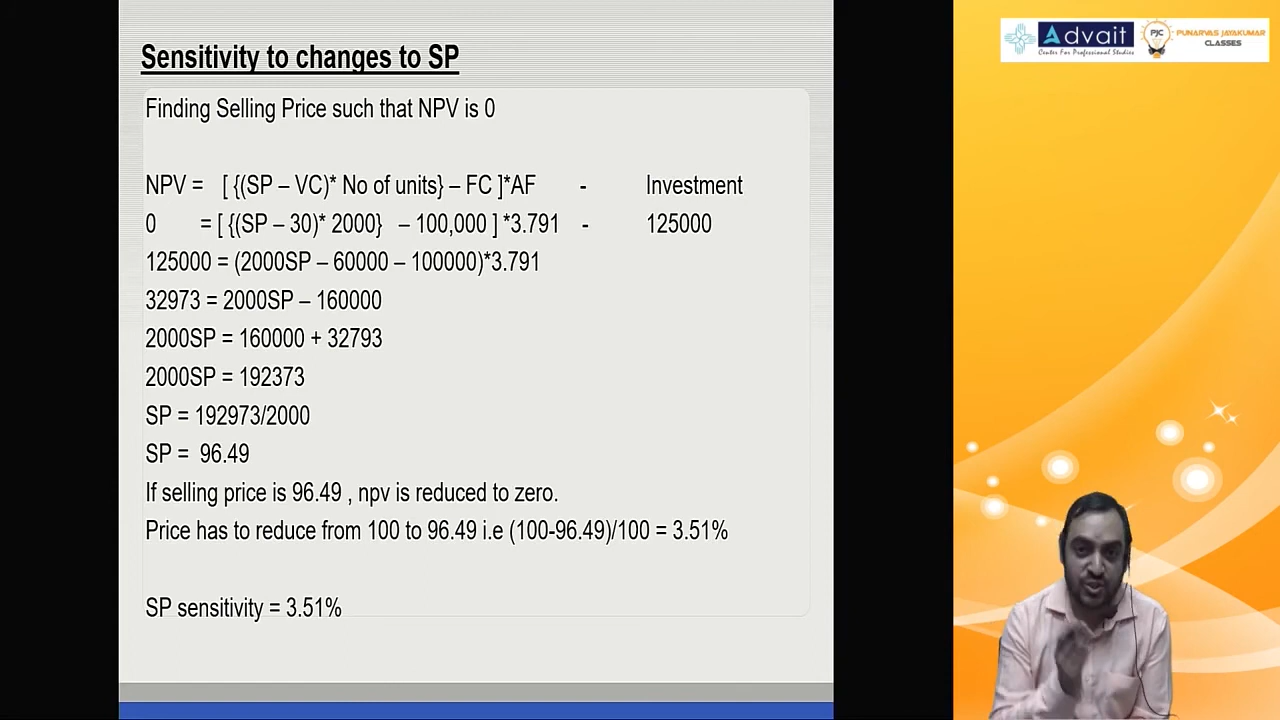 Sensitivity to changes to SP
Finding Selling Price such that NPV is 0
NPV = [ {(SP – VC)* No of units} – FC ]*AF - Investment
0 = [ {(SP – 30)* 2000} – 100,000 ] *3.791 - 125000
125000 = (2000SP – 60000 – 100000)*3.791
32973 = 2000SP – 160000
2000SP = 160000 + 32793
2000SP = 192373
SP = 192973/2000
SP = 96.49
If selling price is 96.49 , npv is reduced to zero.
Price has to reduce from 100 to 96.49 i.e (100-96.49)/100 = 3.51%
SP sensitivity = 3.51%
Advait
Center For Professional Studies
PJC
PUNARVAS JAYAKUMAR
CLASSES